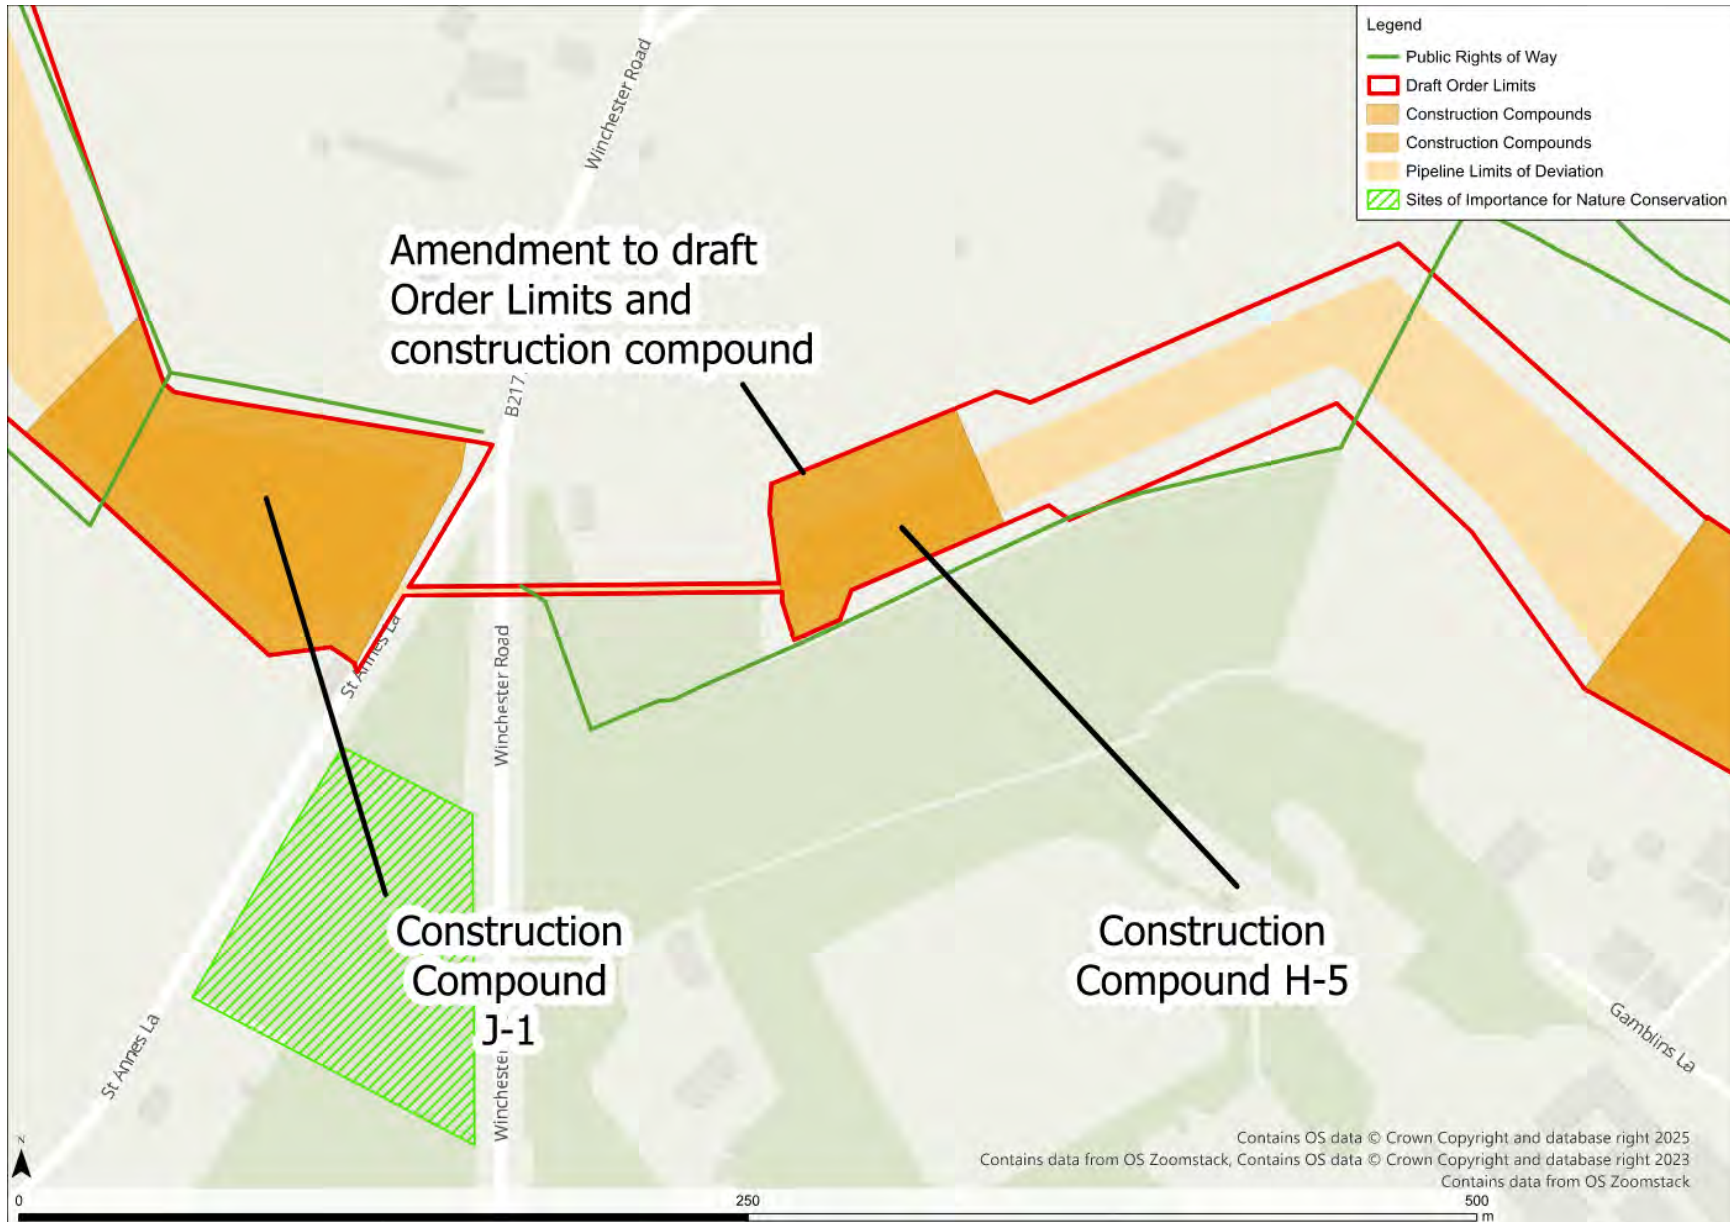 Legend
Public Rights of Way
Draft Order Limits
Construction Compounds
Construction Compounds
Pipeline Limits of Deviation
Sites of Importance for Nature Conservation
Winchester Road
Amendment to draft
Order Limits and
construction compound
B217
St Annes La
Winchester Road
Construction
Compound
J-1
Construction
Compound H-5
St Annes La
Winchester
Gamblins La
Contains OS data © Crown Copyright and database right 2025
Contains data from OS Zoomstack, Contains OS data © Crown Copyright and database right 2023
Contains data from OS Zoomstack
N
0
250
500
m